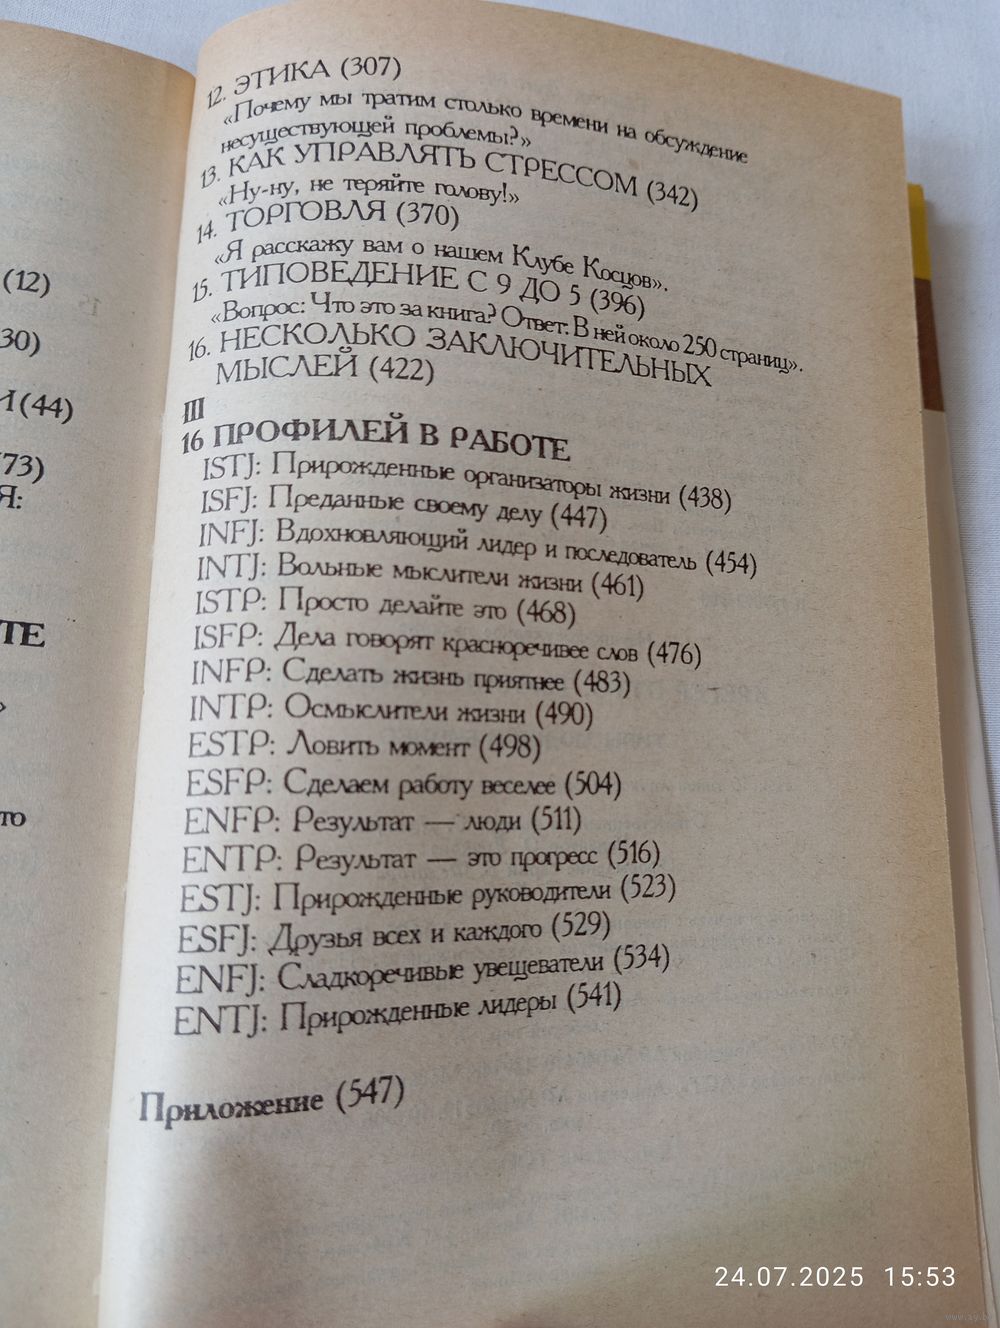 (12)
30)
И (44)
73)
Я:
ТЕ
»
то
12. ЭТИКА (307)
«Почему мы тратим столько времени на обсуждение
несуществующей проблемы?»
13. КАК УПРАВЛЯТЬ СТРЕССОМ (342)
«Ну-ну, не теряйте голову!»
14. ТОРГОВЛЯ (370)
«Я расскажу вам о нашем Клубе Косцов».
15. ТИПОВЕДЕНИЕ С 9 ДО 5 (396)
«Вопрос: Что это за книга? Ответ: В ней около 250 страниц».
16. НЕСКОЛЬКО ЗАКЛЮЧИТЕЛЬНЫХ
МЫСЛЕЙ (422)
III
16 ПРОФИЛЕЙ В РАБОТЕ
ISTJ: Прирожденные организаторы жизни (438)
ISFJ: Преданные своему делу (447)
INFJ: Вдохновляющий лидер и последователь (454)
INTJ: Вольные мыслители жизни (461)
ISTP: Просто делайте это (468)
ISFP: Дела говорят красноречивее слов (476)
INFP: Сделать жизнь приятнее (483)
INTP: Осмыслители жизни (490)
ESTP: Ловить момент (498)
ESFP: Сделаем работу веселее (504)
ENFP: Результат — люди (511)
ENTP: Результат — это прогресс (516)
ESTJ: Прирожденные руководители (523)
ESFJ: Друзья всех и каждого (529)
ENFJ: Сладкоречивые увещеватели (534)
ENTJ: Прирожденные лидеры (541)
Приложение (547)
24.07.2025 15:53